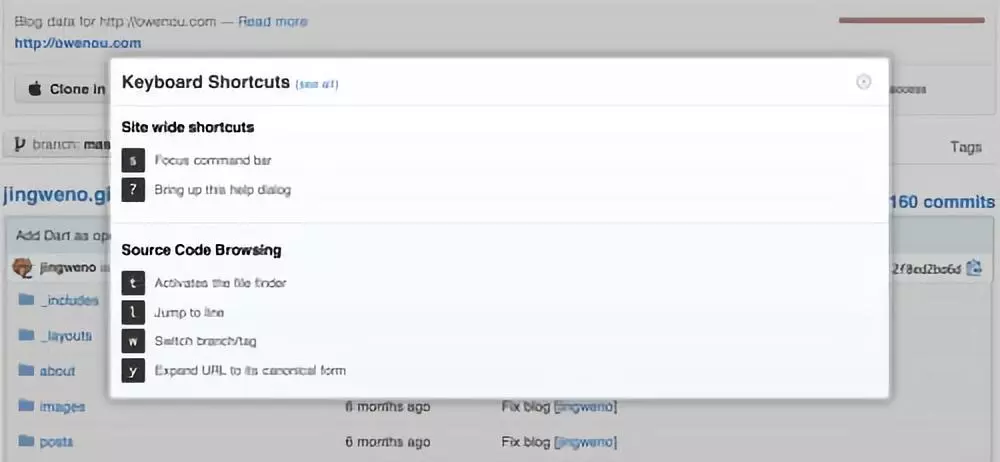 Blog data for http://owenou.com — Read more
http://owenou.com
Clone in
access
Keyboard Shortcuts (see all)
Site wide shortcuts
s Focus command bar
? Bring up this help dialog
Source Code Browsing
t Activates the file finder
l Jump to line
w Switch branch/tag
y Expand URL to its canonical form
branch: mas
Tags
jingweno.gi
160 commits
Add Dart as op
jingweno
_includes
_layouts
about
images 6 months ago Fix blog [jingweno]
posts 6 months ago Fix blog [jingweno]